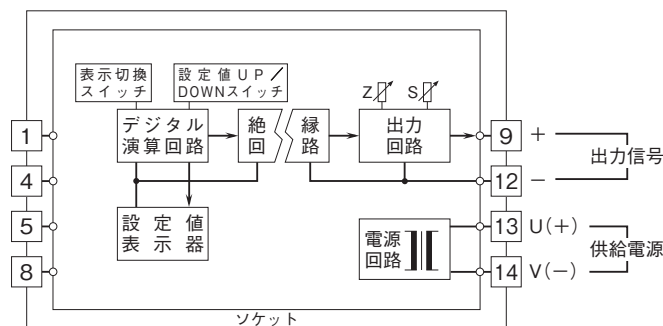 表示切換
スイッチ
設定値UP/
DOWNスイッチ
Z
S
1
デジタル
演算回路
絶縁
回路
出力
回路
9
+
出力信号
4
12
−
5
設定値
表示器
電源
回路
13
U(+)
供給電源
8
14
V(−)
ソケット